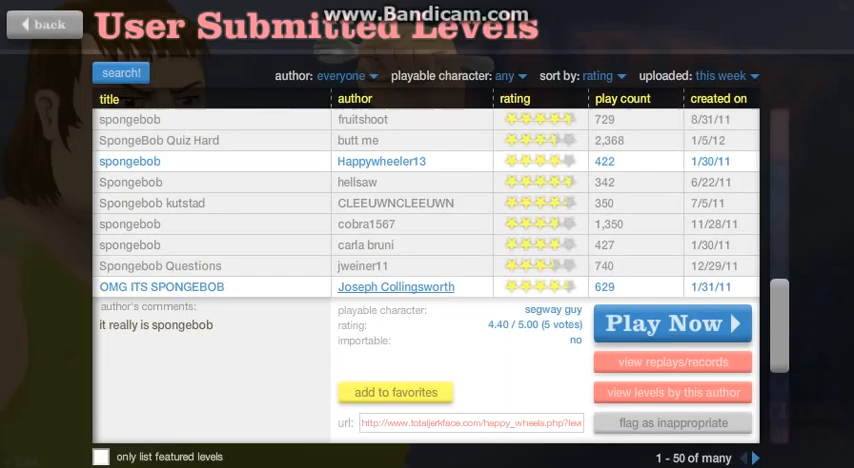 www.Bandicam.com
back
User Submitted Levels
search!
author: everyone playable character: any sort by: rating uploaded: this week
title author rating play count created on
spongebob fruitshoot 729 8/31/11
SpongeBob Quiz Hard butt me 2,368 1/5/12
spongebob Happywheeler13 422 1/30/11
Spongebob hellsaw 342 6/22/11
Spongebob kutstad CLEEUWNCLEEUWN 350 7/5/11
spongebob cobra1567 1,350 11/28/11
spongebob carla bruni 427 1/30/11
Spongebob Questions jweiner11 740 12/29/11
OMG ITS SPONGEBOB Joseph Collingsworth 629 1/31/11
author's comments:
it really is spongebob
playable character: segway guy
rating: 4.40 / 5.00 (5 votes)
importable: no
add to favorites
url: http://www.totaljerkface.com/happy_wheels.php?lev
Play Now
view replays/records
view levels by this author
flag as inappropriate
only list featured levels
1 - 50 of many